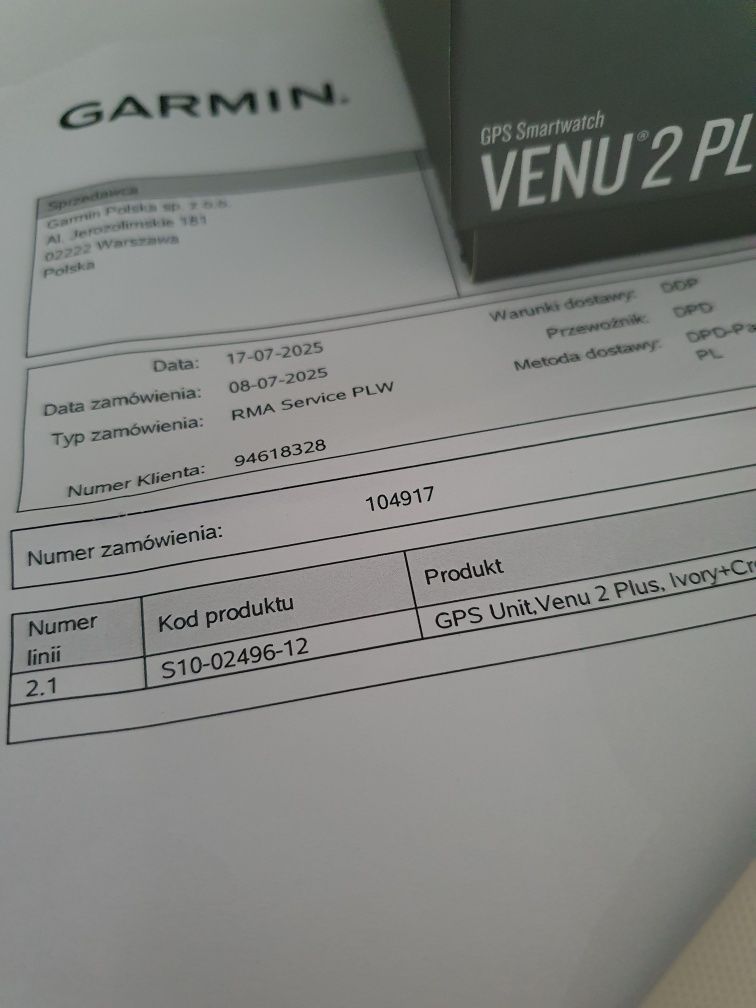 GARMIN.
GPS Smartwatch
VENU® 2 PL
Sprzedawca
Garmin Polska sp. z o.o.
Al. Jerozolimskie 181
02222 Warszawa
Polska
Data: 17-07-2025
Data zamówienia: 08-07-2025
Typ zamówienia: RMA Service PLW
Numer Klienta: 94618328
Warunki dostawy: DDP
Przewoźnik: DPD
Metoda dostawy: DPD-Pa
PL
Numer zamówienia: 104917
Numer linii Kod produktu Produkt
2.1 S10-02496-12 GPS Unit,Venu 2 Plus, Ivory+Cr